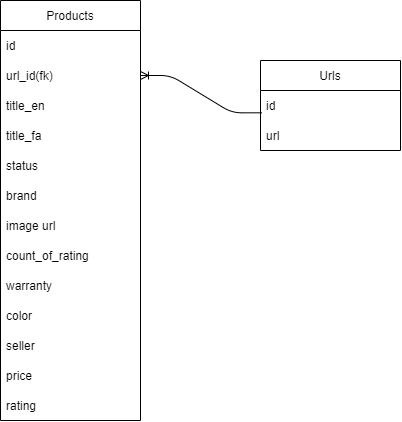 Products
id
url_id(fk)
title_en
title_fa
status
brand
image url
count_of_rating
warranty
color
seller
price
rating
Urls
id
url